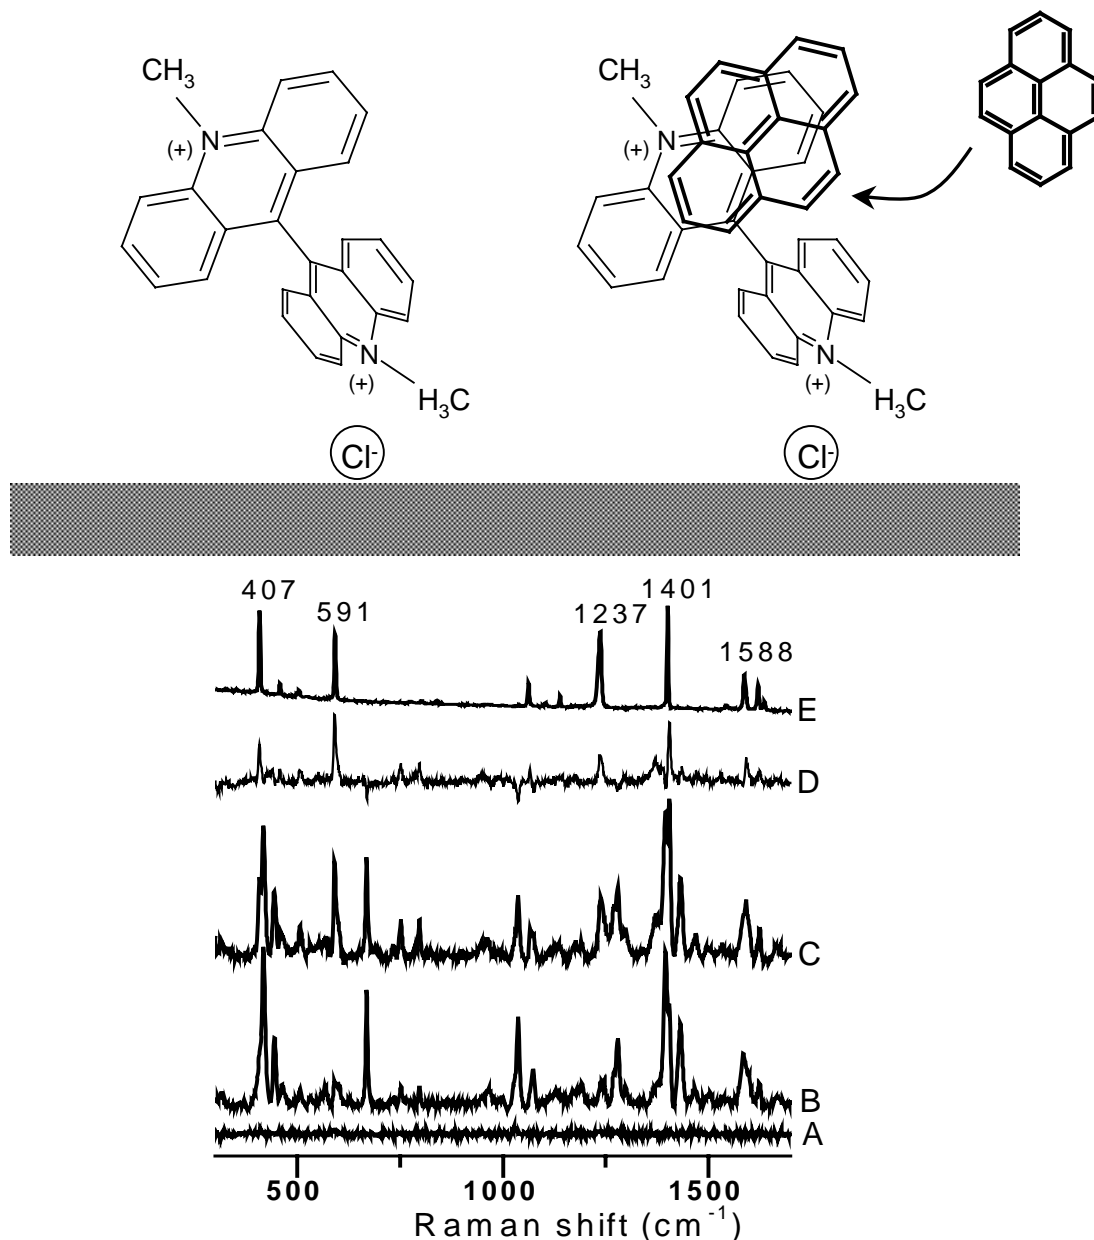 CH3 CH3
N N
(+) (+)
N N
(+) (+)
H3C H3C
Cl- Cl-
407 591 1237 1401 1588
E
D
C
B
A
500 1000 1500
Raman shift (cm-1)